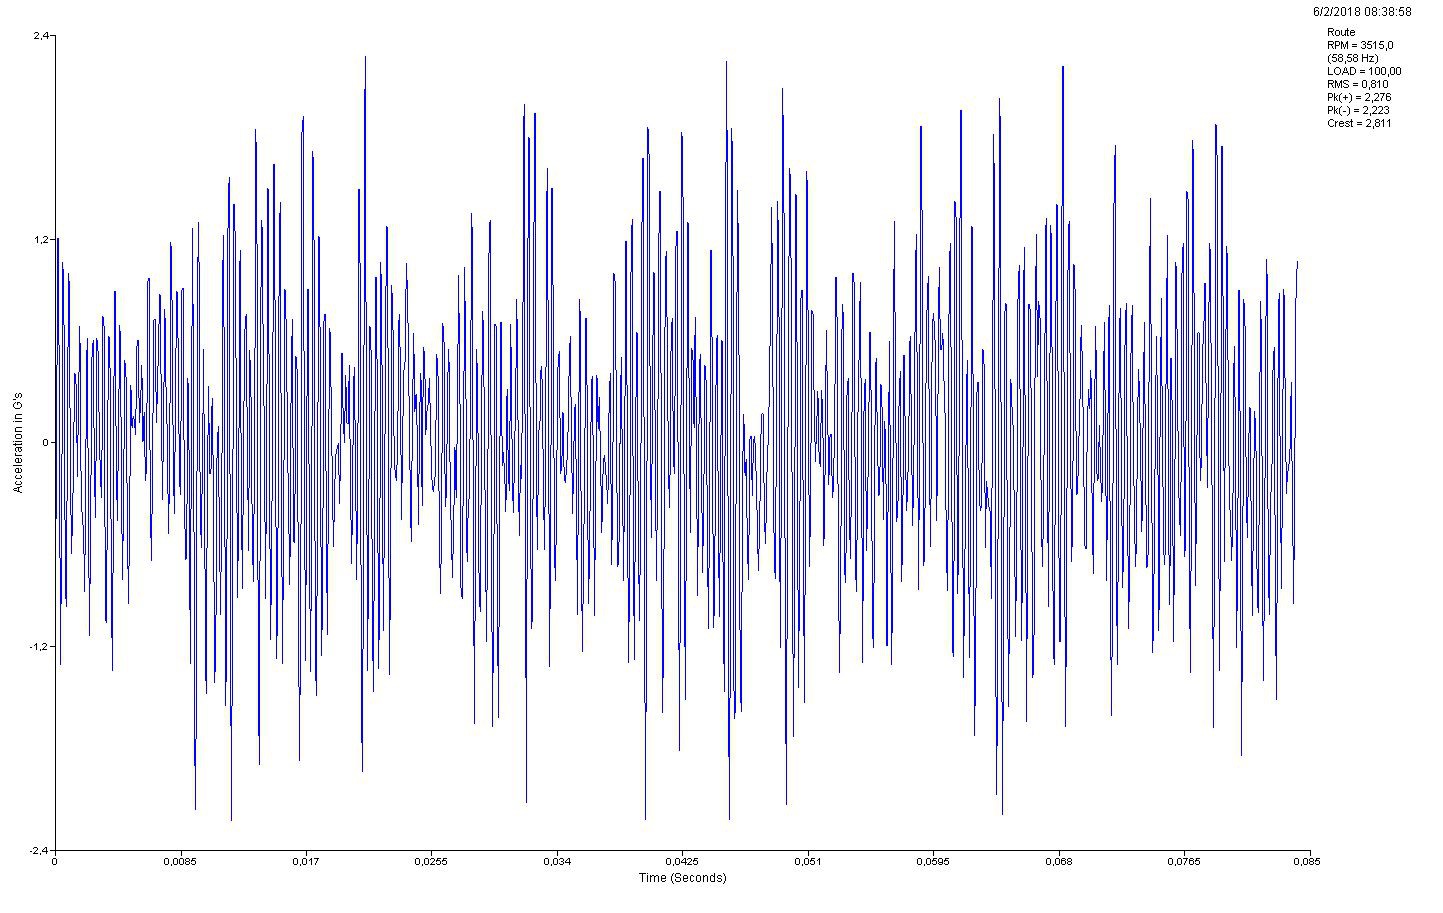 6/2/2018 08:38:58
Route
RPM = 3515,0
(58,58 Hz)
LOAD = 100,00
RMS = 0,810
Pk(+) = 2,276
Pk(-) = 2,223
Crest = 2,811
2,4
1,2
0
-1,2
-2,4
Acceleration in G's
0 0,0085 0,017 0,0255 0,034 0,0425 0,051 0,0595 0,068 0,0765 0,085
Time (Seconds)